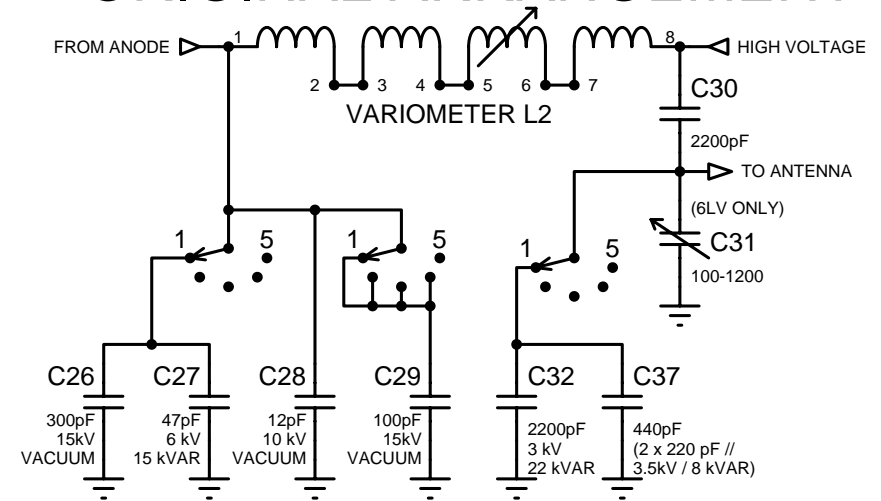 FROM ANODE
1
8
HIGH VOLTAGE
2
3
4
5
6
7
VARIOMETER L2
C30
2200pF
TO ANTENNA
(6LV ONLY)
C31
100-1200
1
5
1
5
1
5
C26
300pF
15kV
VACUUM
C27
47pF
6 kV
15 kVAR
C28
12pF
10 kV
VACUUM
C29
100pF
15kV
VACUUM
C32
2200pF
3 kV
22 kVAR
C37
440pF
(2 x 220 pF //
3.5kV / 8 kVAR)